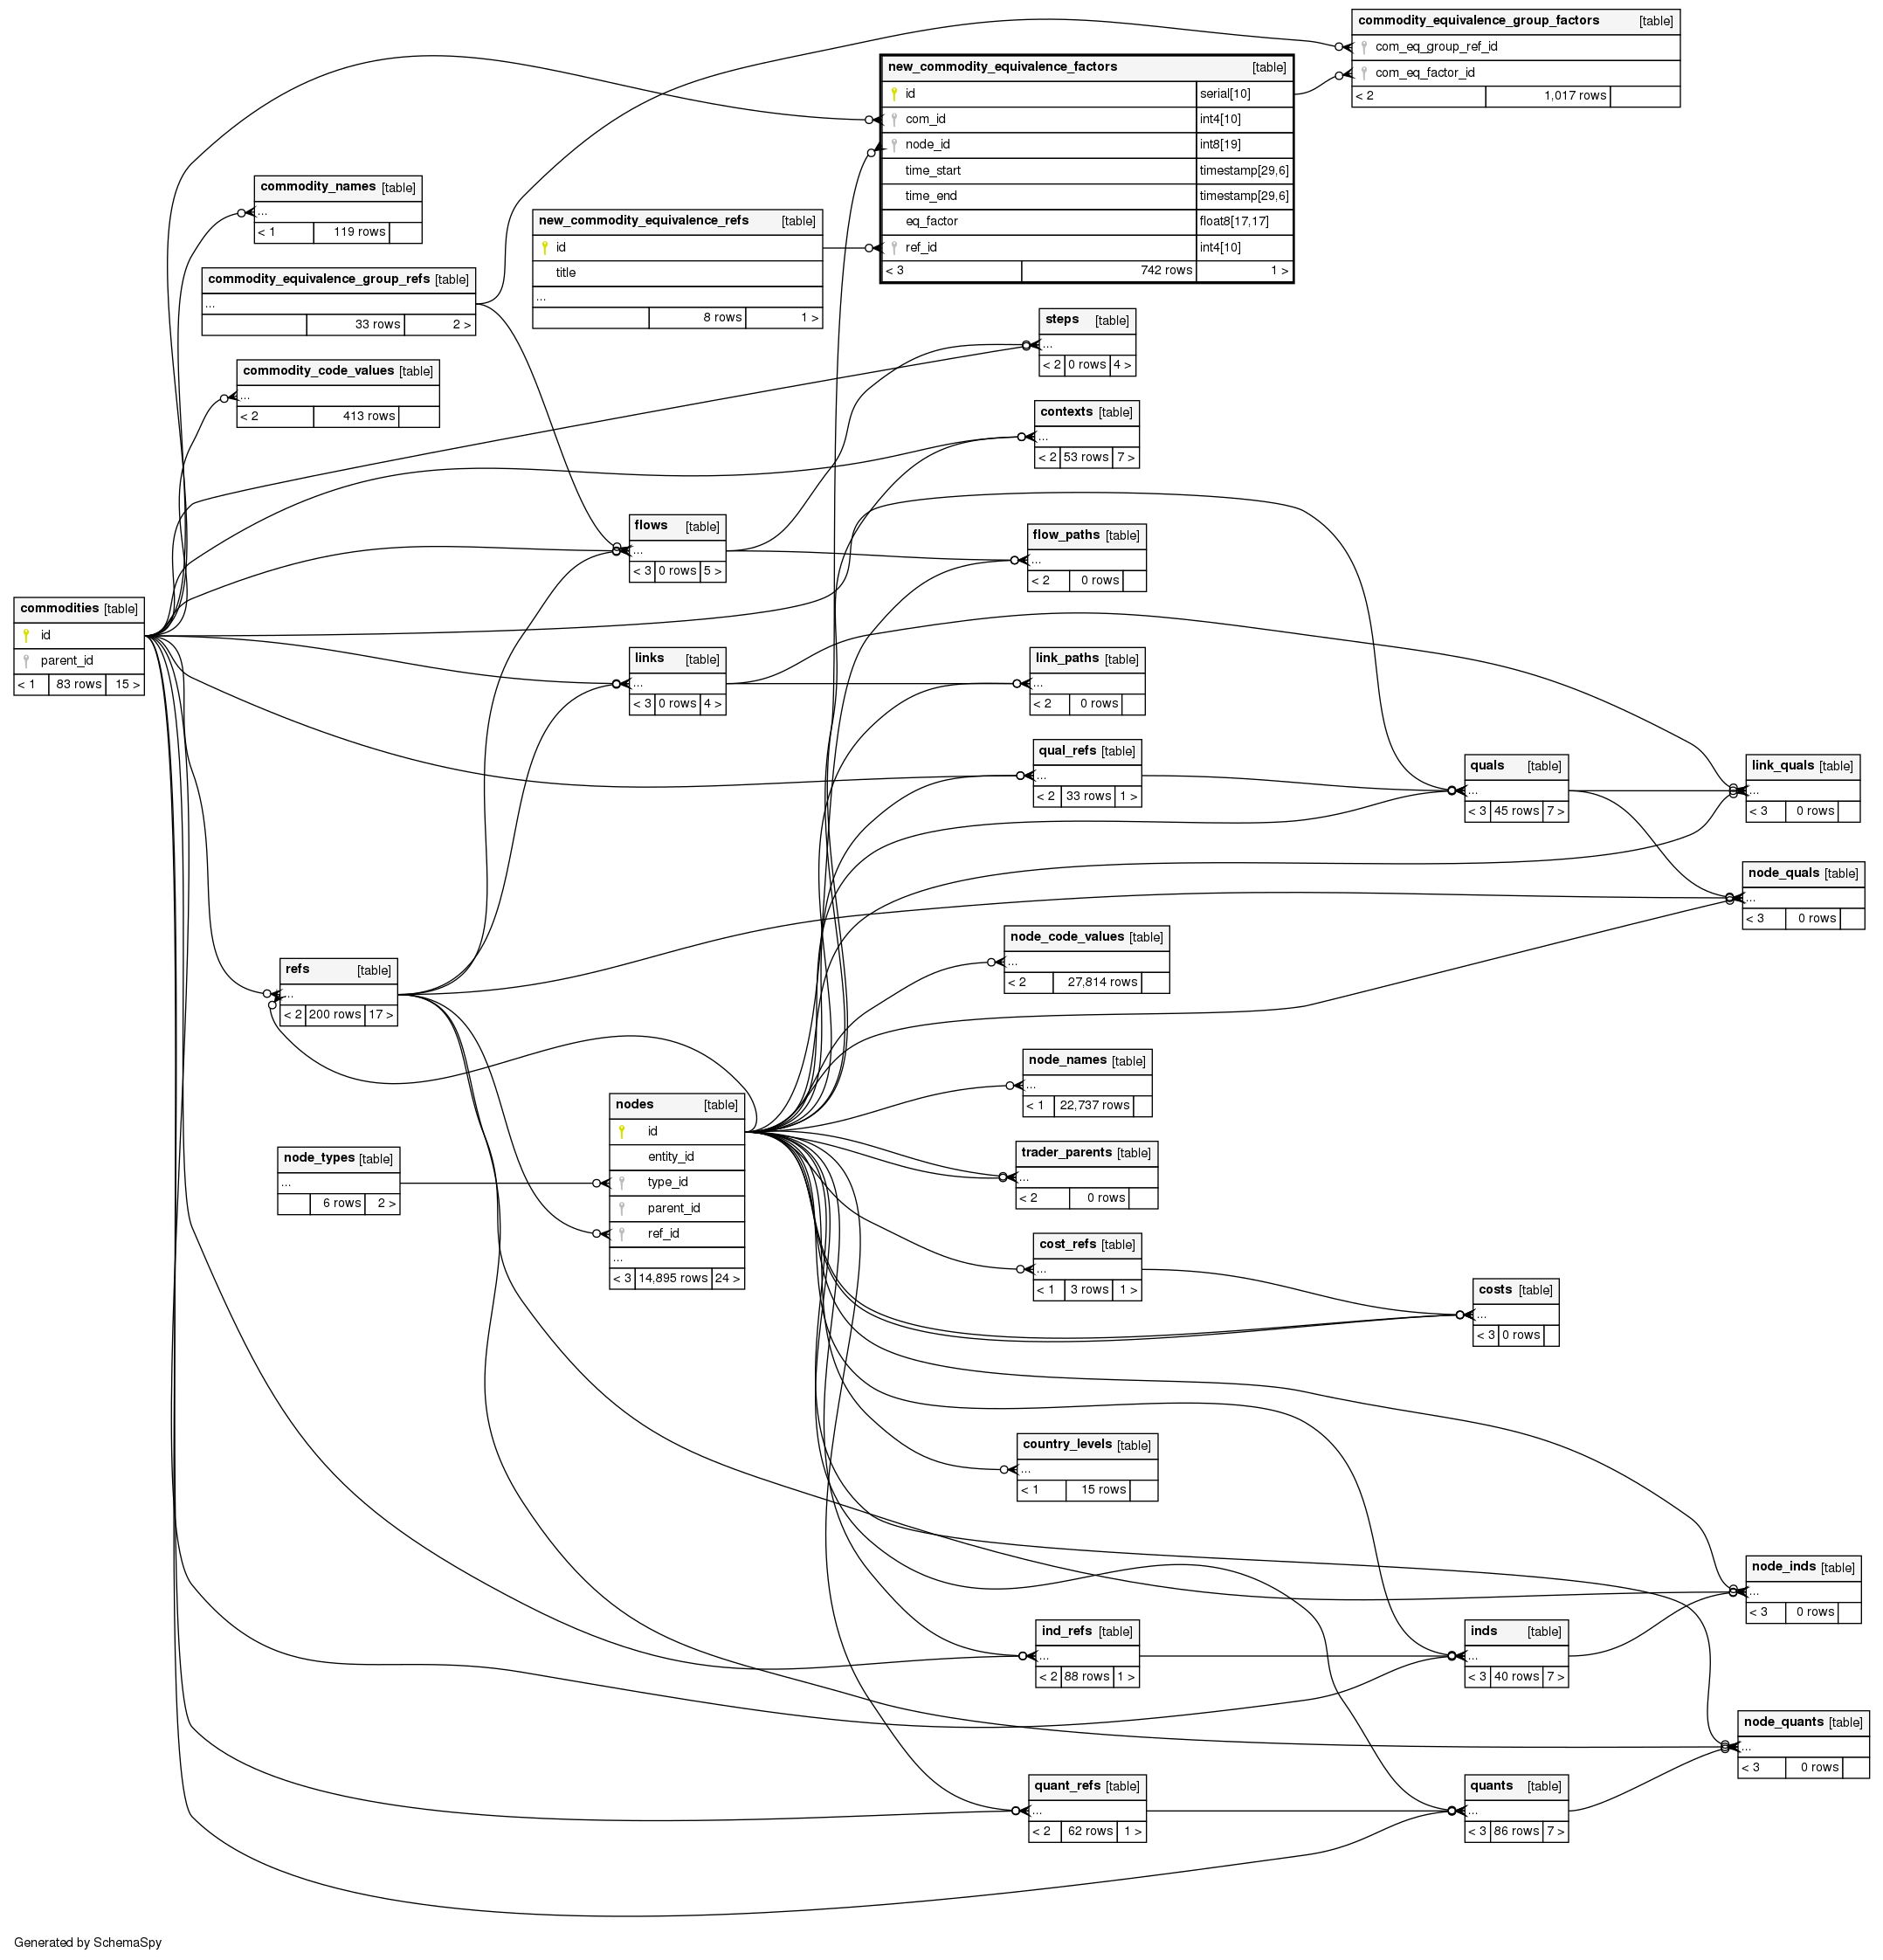 commodity_equivalence_group_factors [table]
com_eq_group_ref_id
com_eq_factor_id
< 2 1,017 rows
new_commodity_equivalence_factors [table]
id serial[10]
com_id int4[10]
node_id int8[19]
time_start timestamp[29,6]
time_end timestamp[29,6]
eq_factor float8[17,17]
ref_id int4[10]
< 3 742 rows 1 >
commodity_names [table]
...
< 1 119 rows
new_commodity_equivalence_refs [table]
id
title
...
8 rows 1 >
commodity_equivalence_group_refs [table]
...
33 rows 2 >
steps [table]
...
< 2 0 rows 4 >
commodity_code_values [table]
...
< 2 413 rows
contexts [table]
...
< 2 53 rows 7 >
flows [table]
...
< 3 0 rows 5 >
flow_paths [table]
...
< 2 0 rows
commodities [table]
id
parent_id
< 1 83 rows 15 >
links [table]
...
< 3 0 rows 4 >
link_paths [table]
...
< 2 0 rows
qual_refs [table]
...
< 2 33 rows 1 >
quals [table]
...
< 3 45 rows 7 >
link_quals [table]
...
< 3 0 rows
node_quals [table]
...
< 3 0 rows
node_code_values [table]
...
< 2 27,814 rows
refs [table]
...
< 2 200 rows 17 >
node_names [table]
...
< 1 22,737 rows
nodes [table]
id
entity_id
type_id
parent_id
ref_id
...
< 3 14,895 rows 24 >
node_types [table]
...
6 rows 2 >
trader_parents [table]
...
< 2 0 rows
cost_refs [table]
...
< 1 3 rows 1 >
costs [table]
...
< 3 0 rows
country_levels [table]
...
< 1 15 rows
node_inds [table]
...
< 3 0 rows
ind_refs [table]
...
< 2 88 rows 1 >
inds [table]
...
< 3 40 rows 7 >
node_quants [table]
...
< 3 0 rows
quant_refs [table]
...
< 2 62 rows 1 >
quants [table]
...
< 3 86 rows 7 >
Generated by SchemaSpy